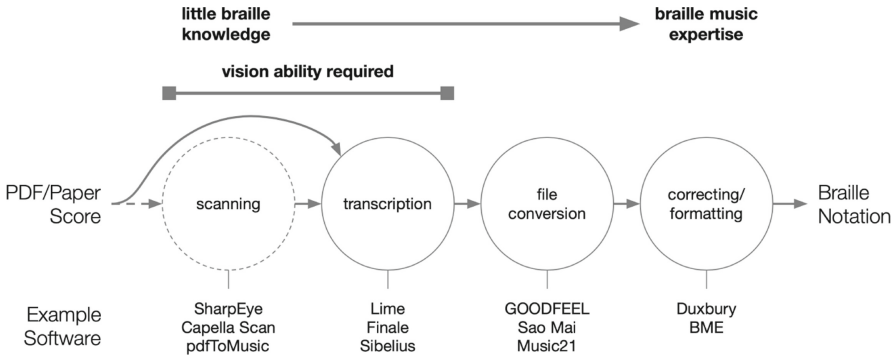 little braille
knowledge
braille music
expertise
vision ability required
PDF/Paper
Score
scanning
transcription
file
conversion
correcting/
formatting
Braille
Notation
Example
Software
SharpEye
Capella Scan
pdfToMusic
Lime
Finale
Sibelius
GOODFEEL
Sao Mai
Music21
Duxbury
BME